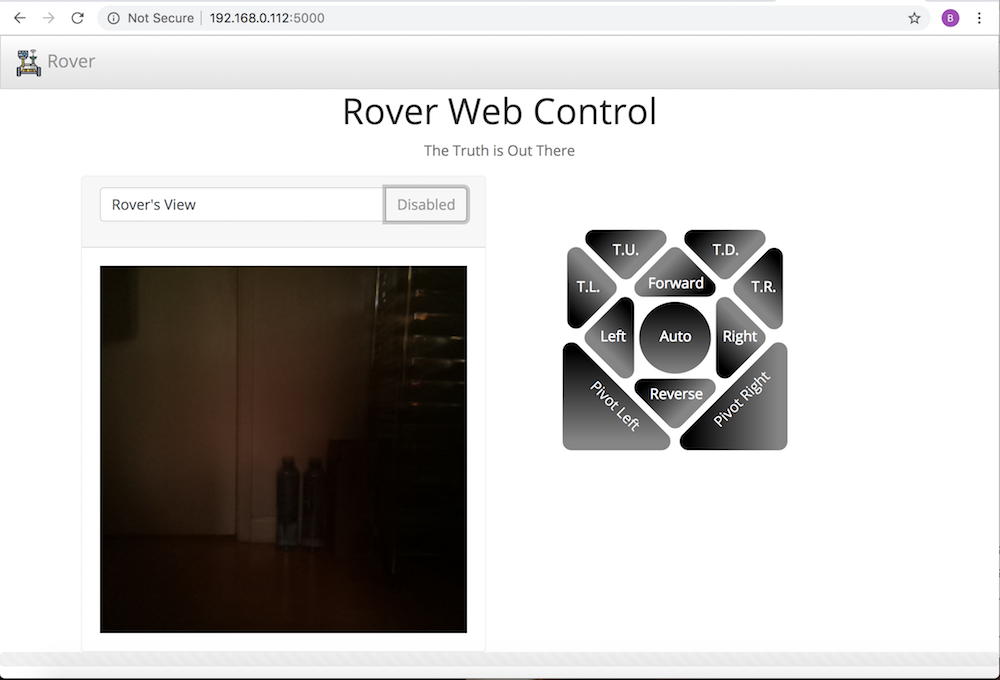 Not Secure | 192.168.0.112:5000
B
Rover
Rover Web Control
The Truth is Out There
Rover's View
Disabled
T.U.
T.D.
T.L.
Forward
T.R.
Left
Auto
Right
Pivot Left
Reverse
Pivot Right